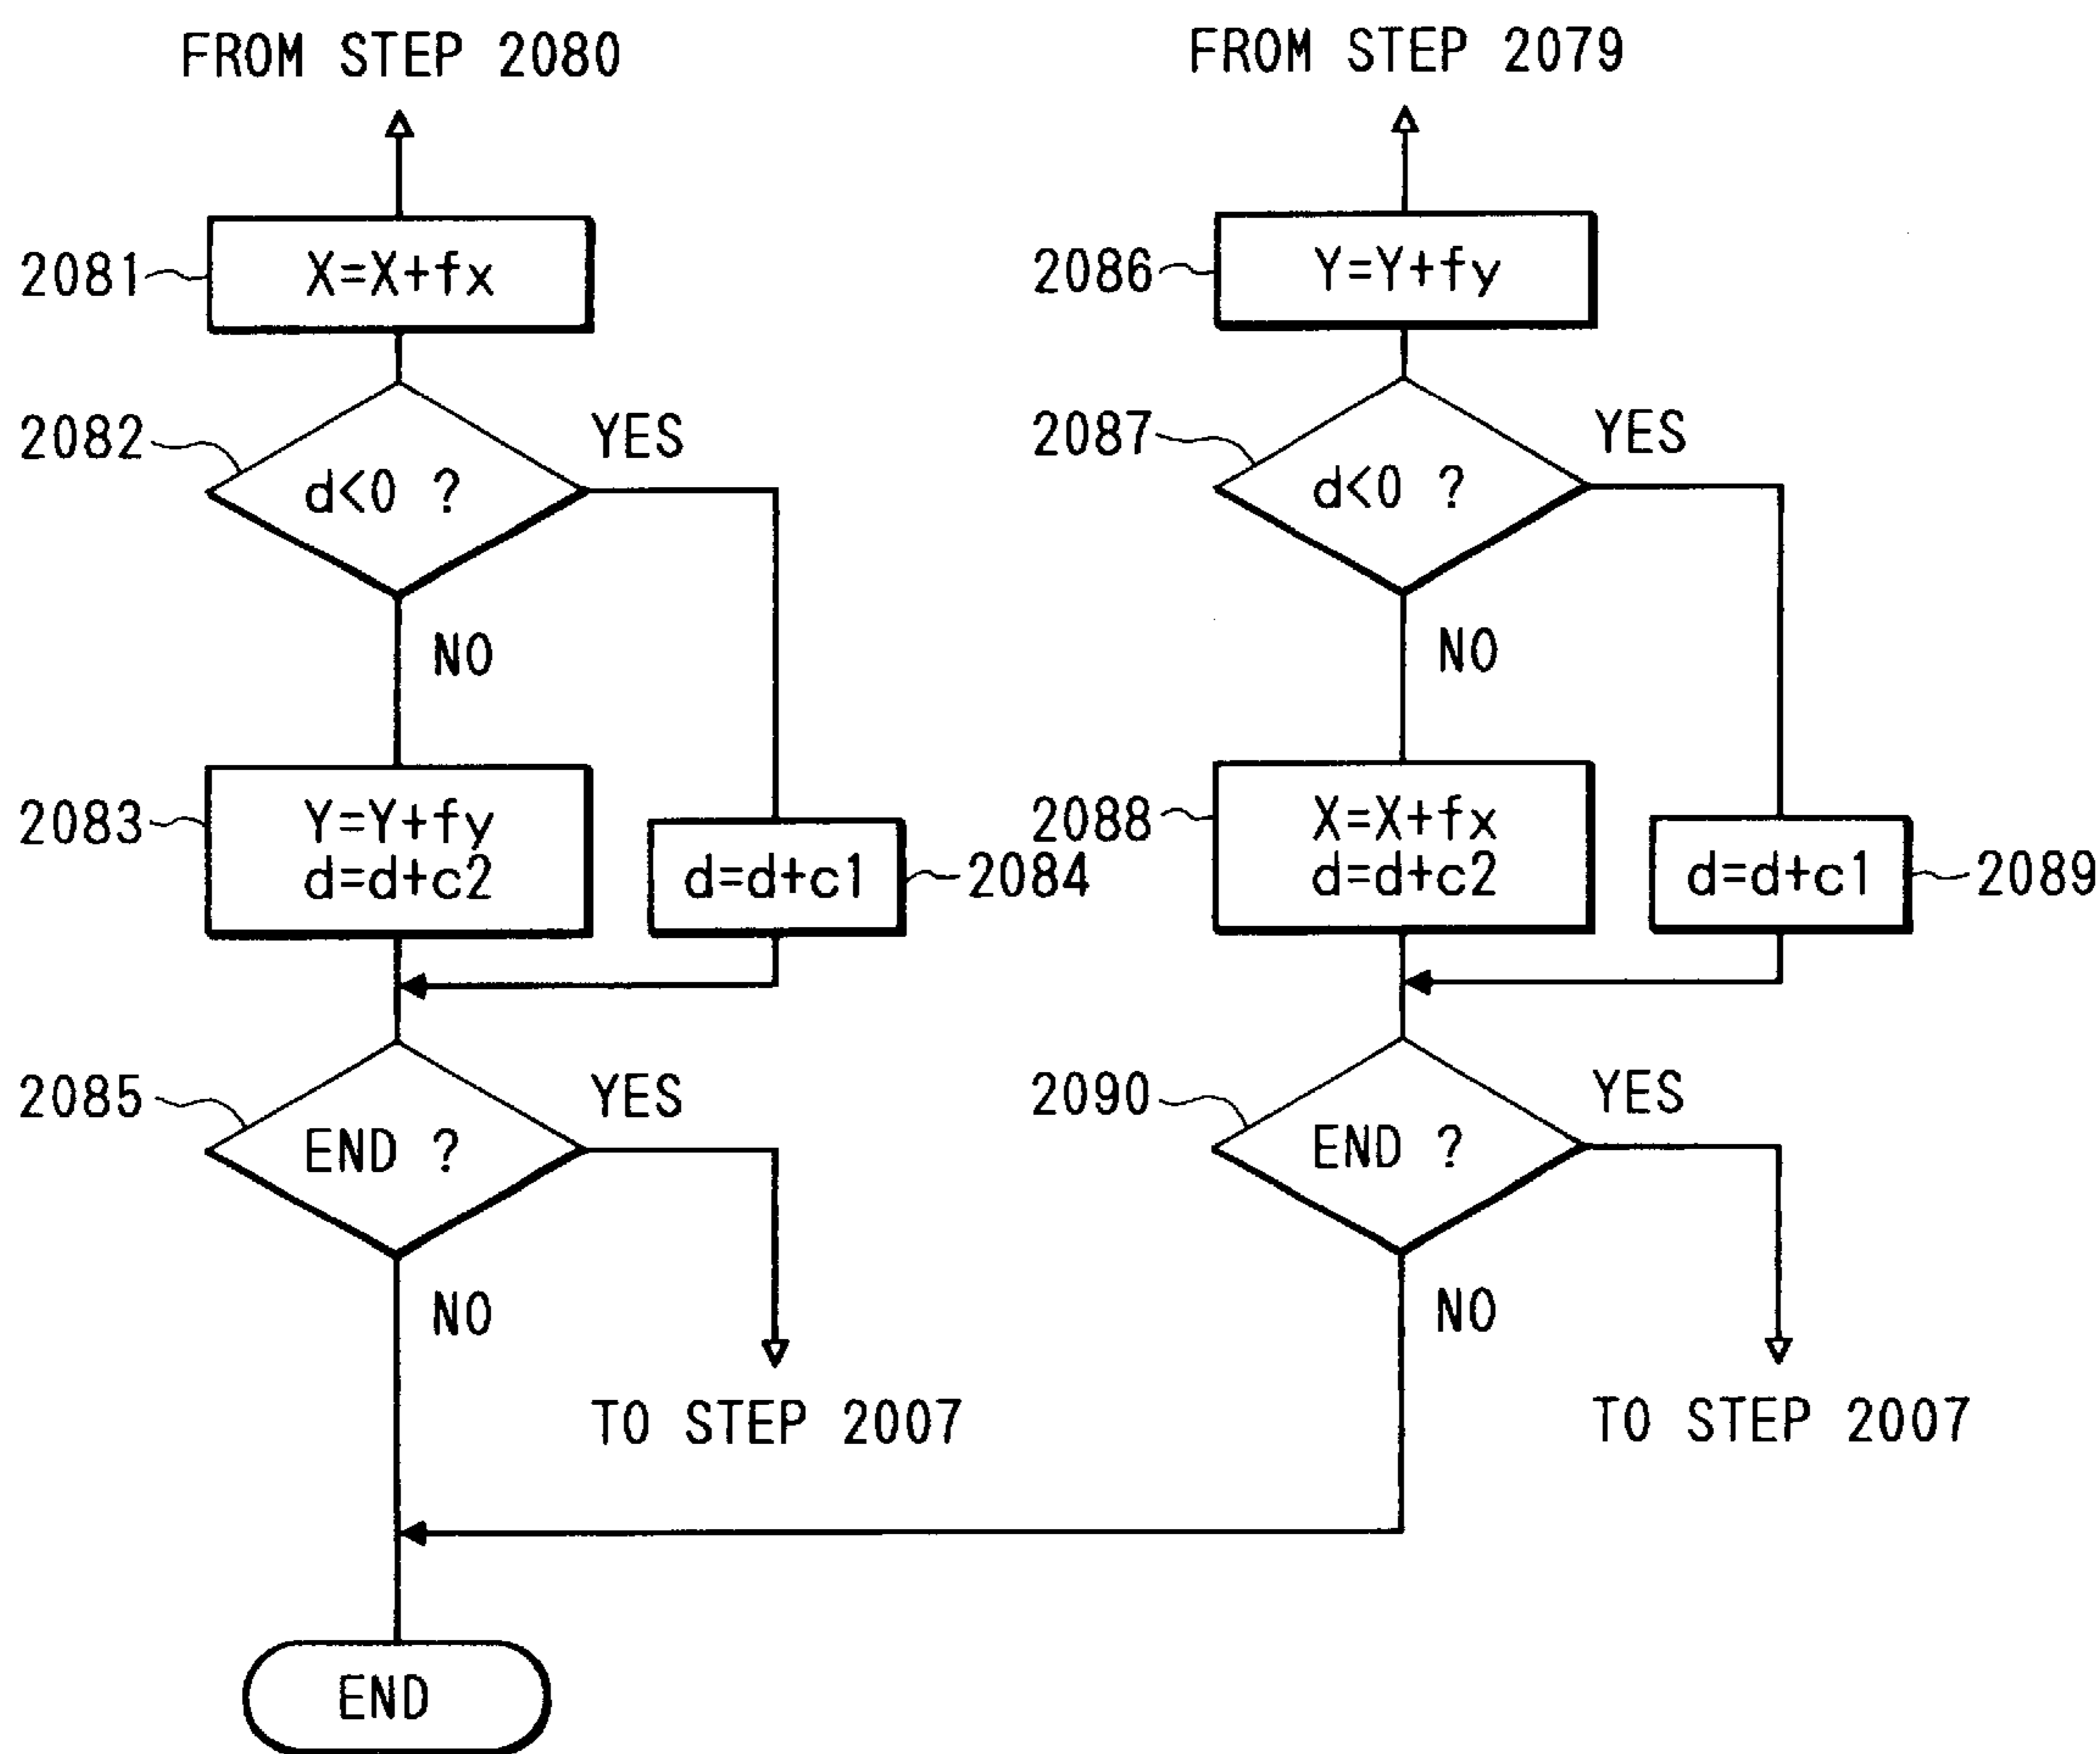 FROM STEP 2080
2081
X=X+fx
2082
d<0 ?
YES
NO
2083
Y=Y+fy
d=d+c2
d=d+c1
2084
2085
END ?
YES
NO
TO STEP 2007
END
FROM STEP 2079
2086
Y=Y+fy
2087
d<0 ?
YES
NO
2088
X=X+fx
d=d+c2
d=d+c1
2089
2090
END ?
YES
NO
TO STEP 2007